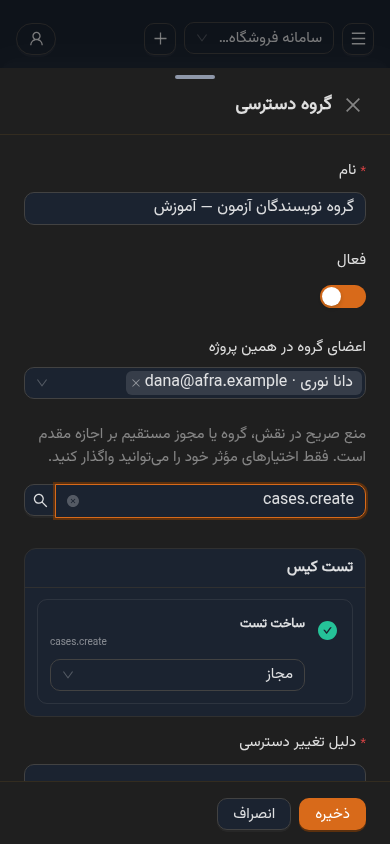 سامانه فروشگاه...
گروه دسترسی
* نام
گروه نویسندگان آزمون — آموزش
فعال
اعضای گروه در همین پروژه
دانا نوری · dana@afra.example
منع صریح در نقش، گروه یا مجوز مستقیم بر اجازه مقدم
است. فقط اختیارهای مؤثر خود را می‌توانید واگذار کنید.
cases.create
تست کیس
ساخت تست
cases.create
مجاز
* دلیل تغییر دسترسی
ذخیره
انصراف